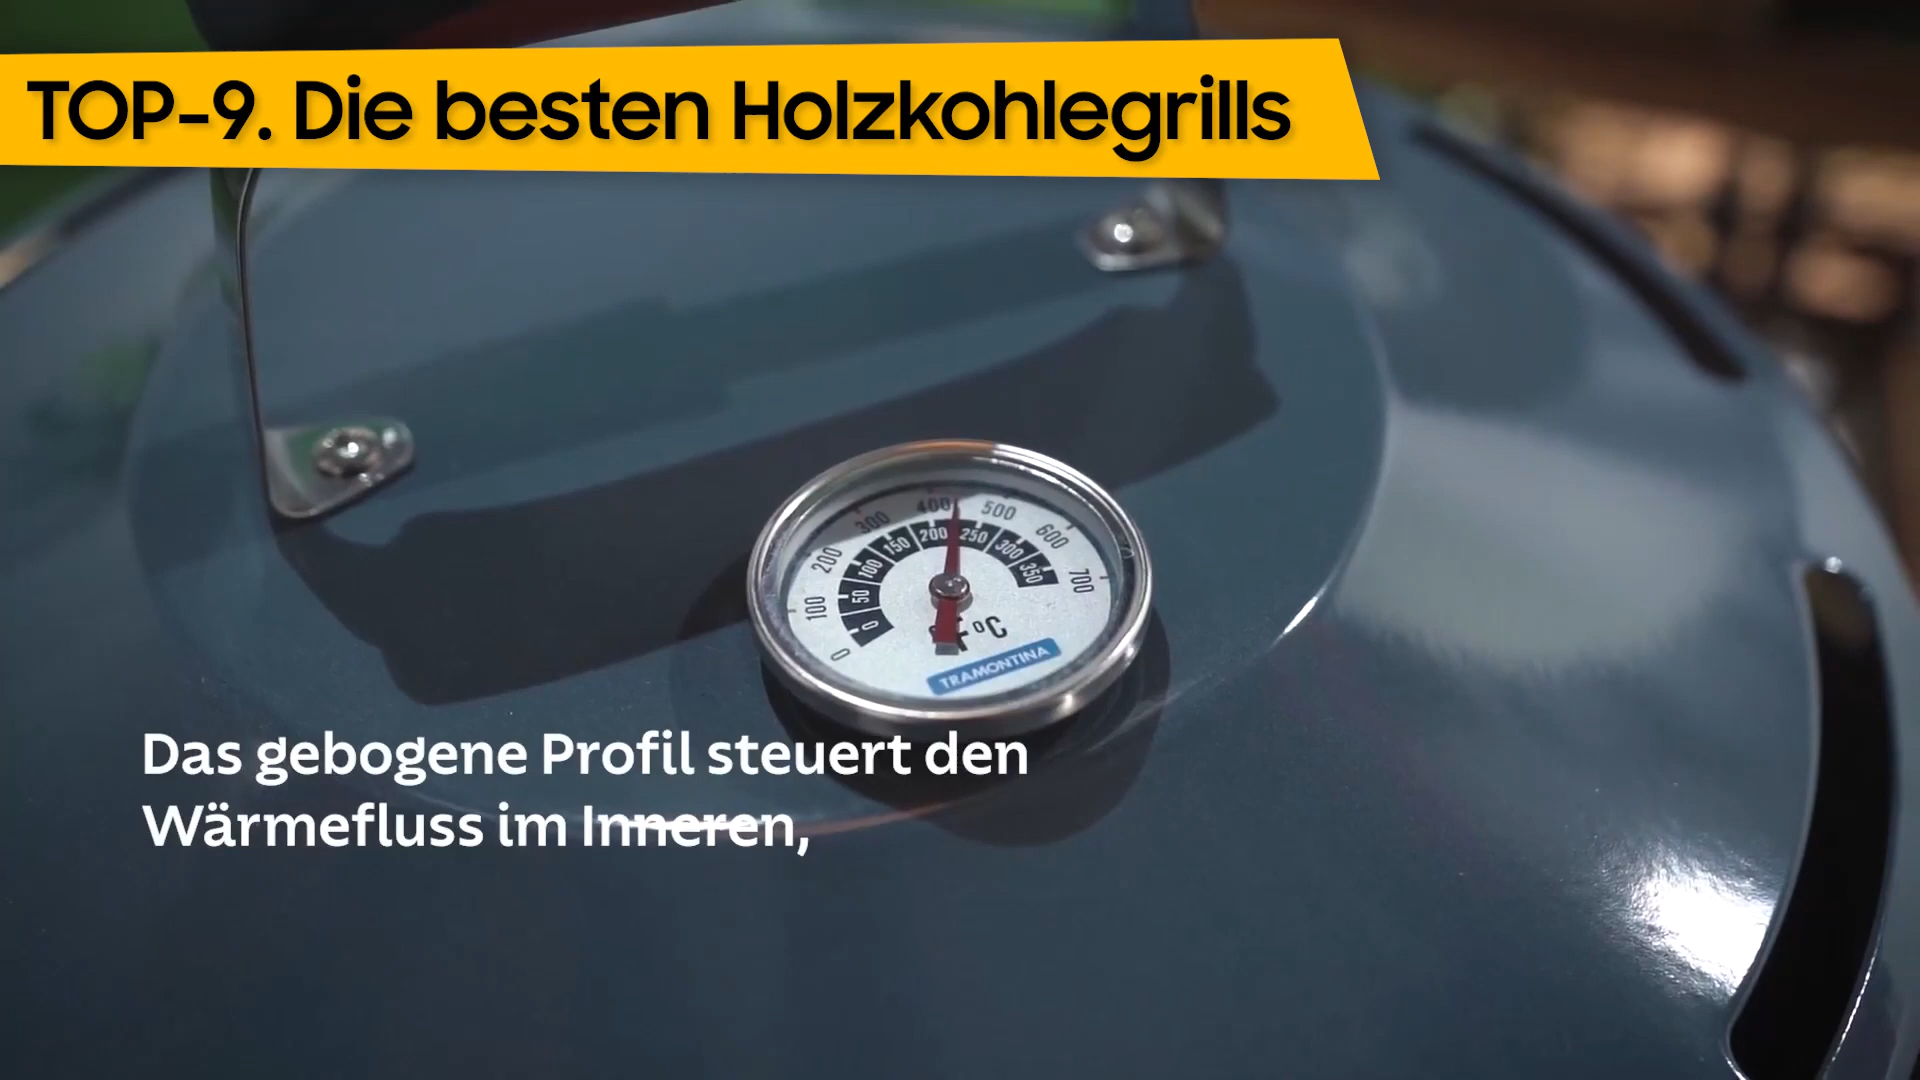 TOP-9. Die besten Holzkohlegrills
0 100 200 300 400 500 600 700
0 50 100 150 200 250 300 350
°F °C
TRAMONTINA
Das gebogene Profil steuert den
Wärmefluss im Inneren,